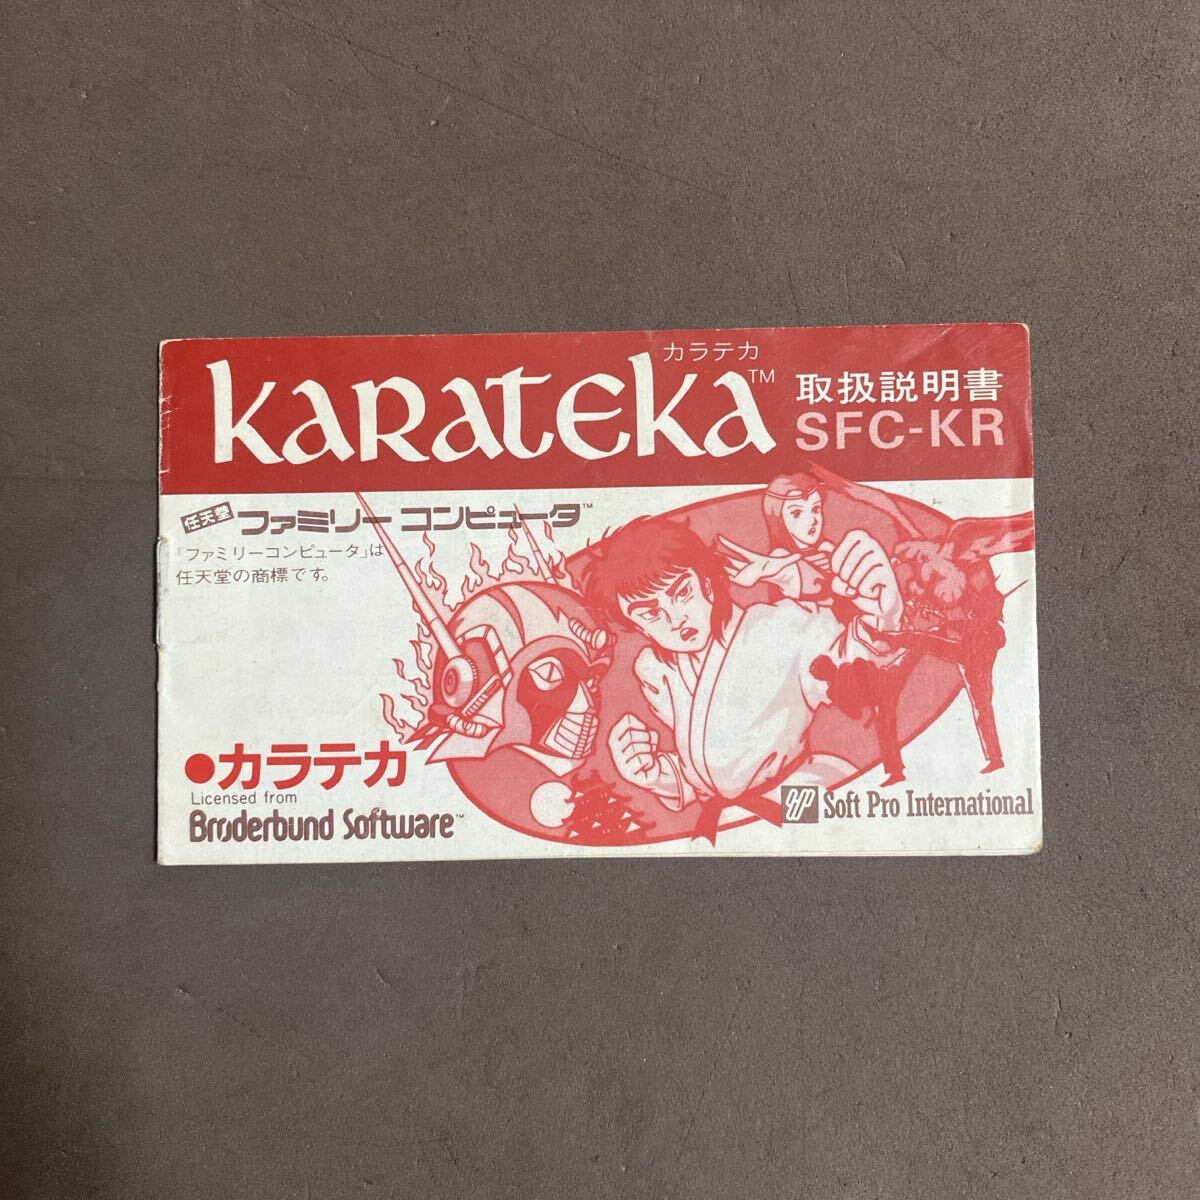 カラテカ
KARATEKA™
取扱説明書
SFC-KR
任天堂 ファミリー コンピュータ™
「ファミリーコンピュータ」は
任天堂の商標です。
●カラテカ
Licensed from
Brøderbund Software™
Soft Pro International